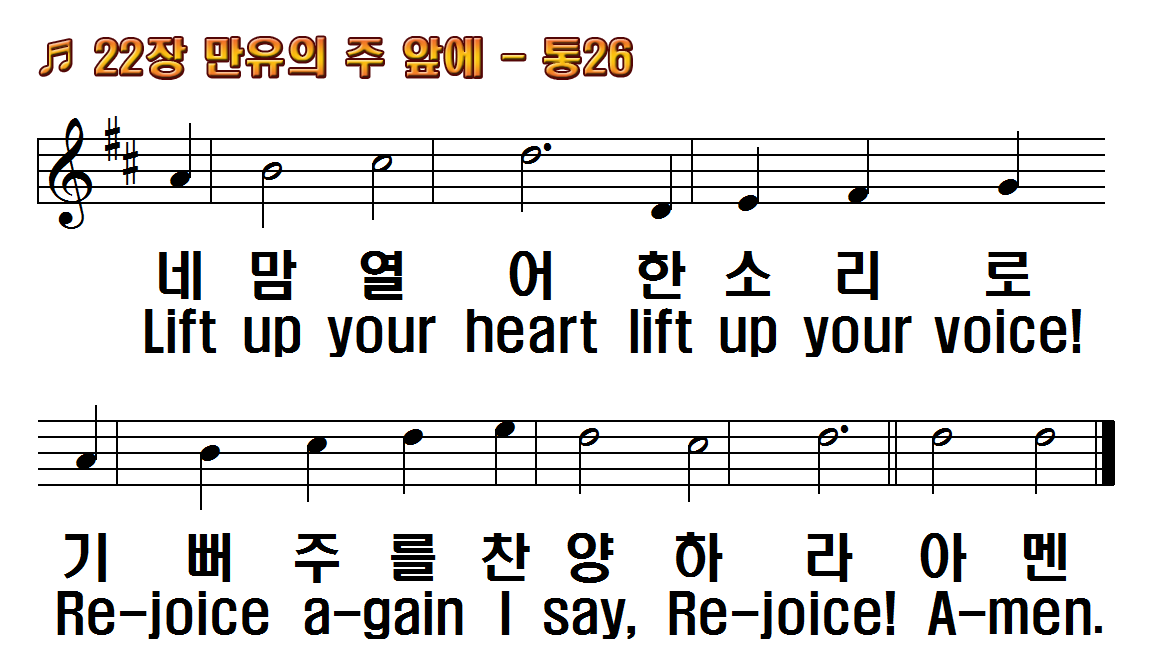 22장 만유의 주 앞에 - 통26
네 맘 열 어 한 소 리 로
Lift up your heart lift up your voice!
기 뻐 주 를 찬 양 하 라 아 멘
Re-joice a-gain I say, Re-joice! A-men.